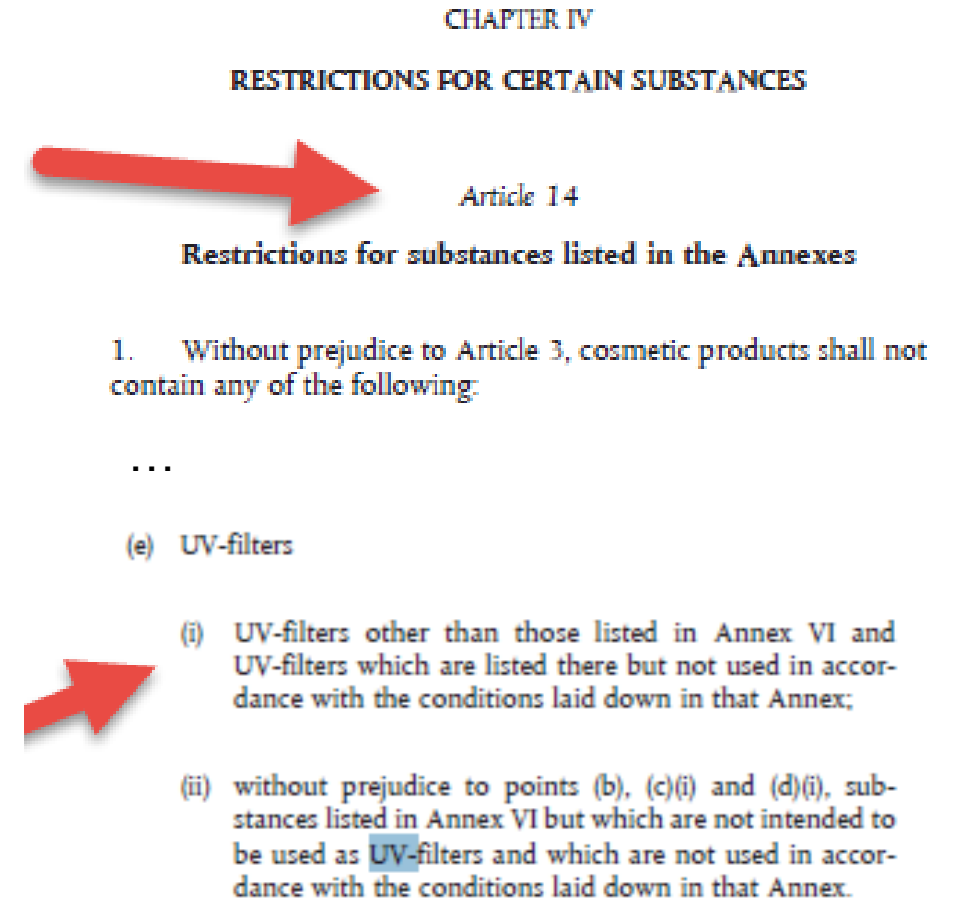 CHAPTER IV
RESTRICTIONS FOR CERTAIN SUBSTANCES
Article 14
Restrictions for substances listed in the Annexes
1. Without prejudice to Article 3, cosmetic products shall not
contain any of the following:
...
(e) UV-filters
(i) UV-filters other than those listed in Annex VI and
UV-filters which are listed there but not used in accor-
dance with the conditions laid down in that Annex;
(ii) without prejudice to points (b), (c)(i) and (d)(i), sub-
stances listed in Annex VI but which are not intended to
be used as UV-filters and which are not used in accor-
dance with the conditions laid down in that Annex.